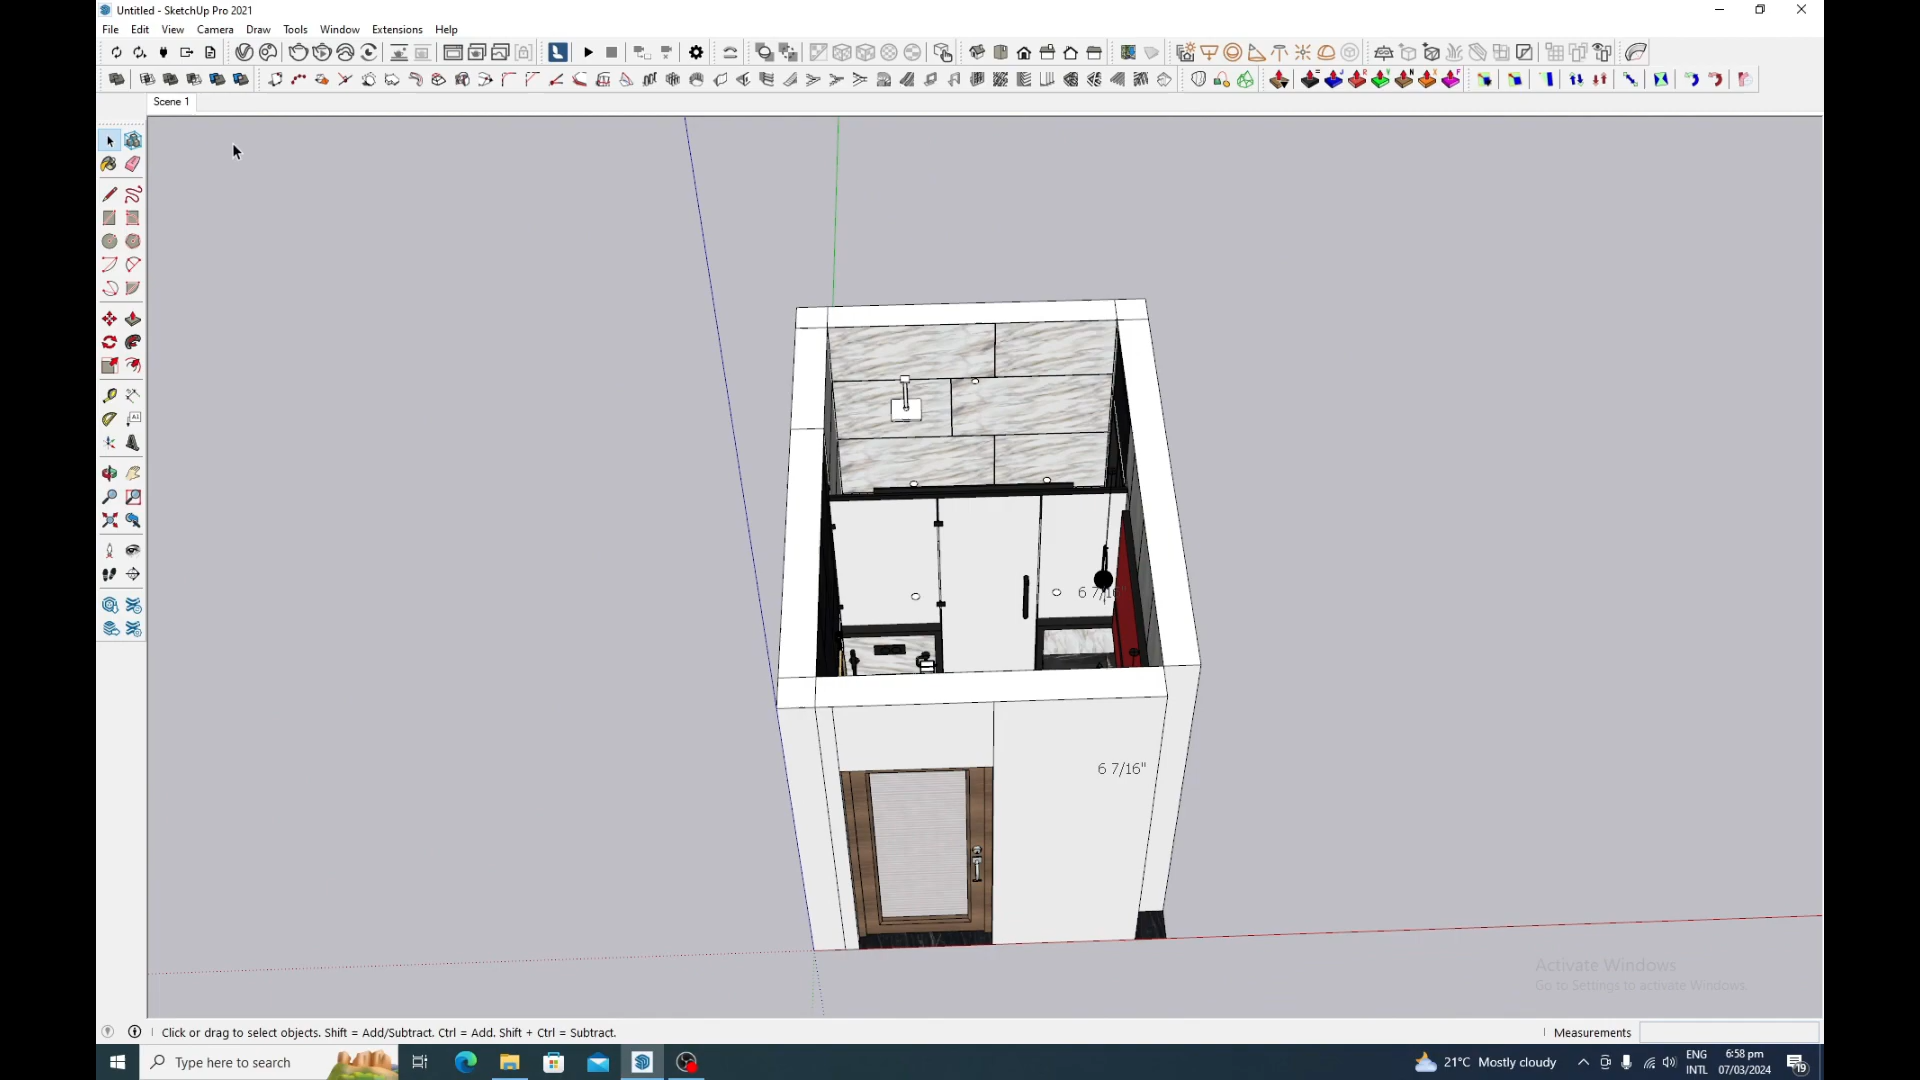 Untitled - SketchUp Pro 2021
File Edit View Camera Draw Tools Window Extensions Help
Scene 1
6 7/16"
6 7/16"
Activate Windows
Go to Settings to activate Windows.
Click or drag to select objects. Shift = Add/Subtract. Ctrl = Add. Shift + Ctrl = Subtract.
Measurements
Type here to search
21°C Mostly cloudy
ENG
INTL
6:58 pm
07/03/2024
19